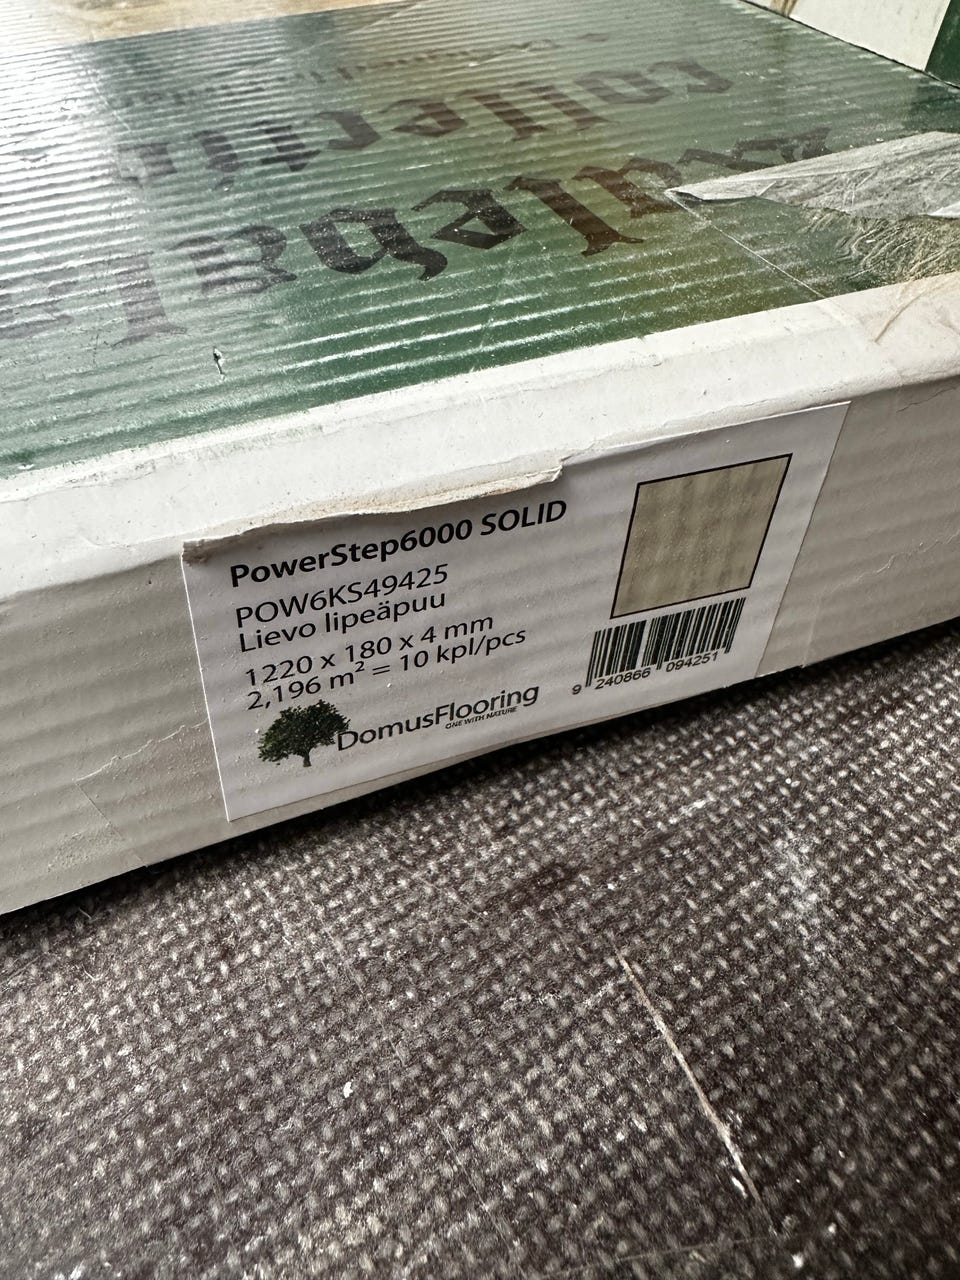 PowerStep6000 SOLID
POW6KS49425
Lievo lipeäpuu
1220 x 180 x 4 mm
2,196 m² = 10 kpl/pcs
DomusFlooring
ONE WITH NATURE
9 240866 094251